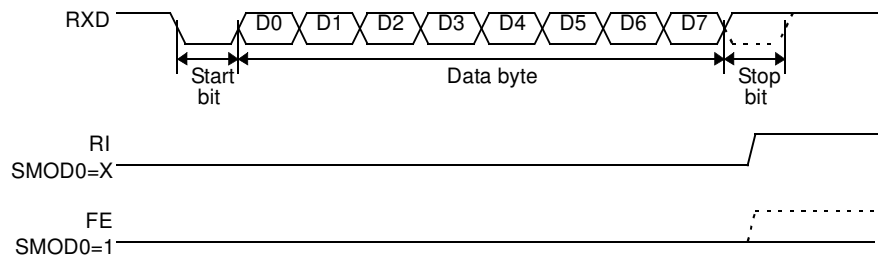 RXD D0 D1 D2 D3 D4 D5 D6 D7
Start bit Data byte Stop bit
RI
SMOD0=X
FE
SMOD0=1